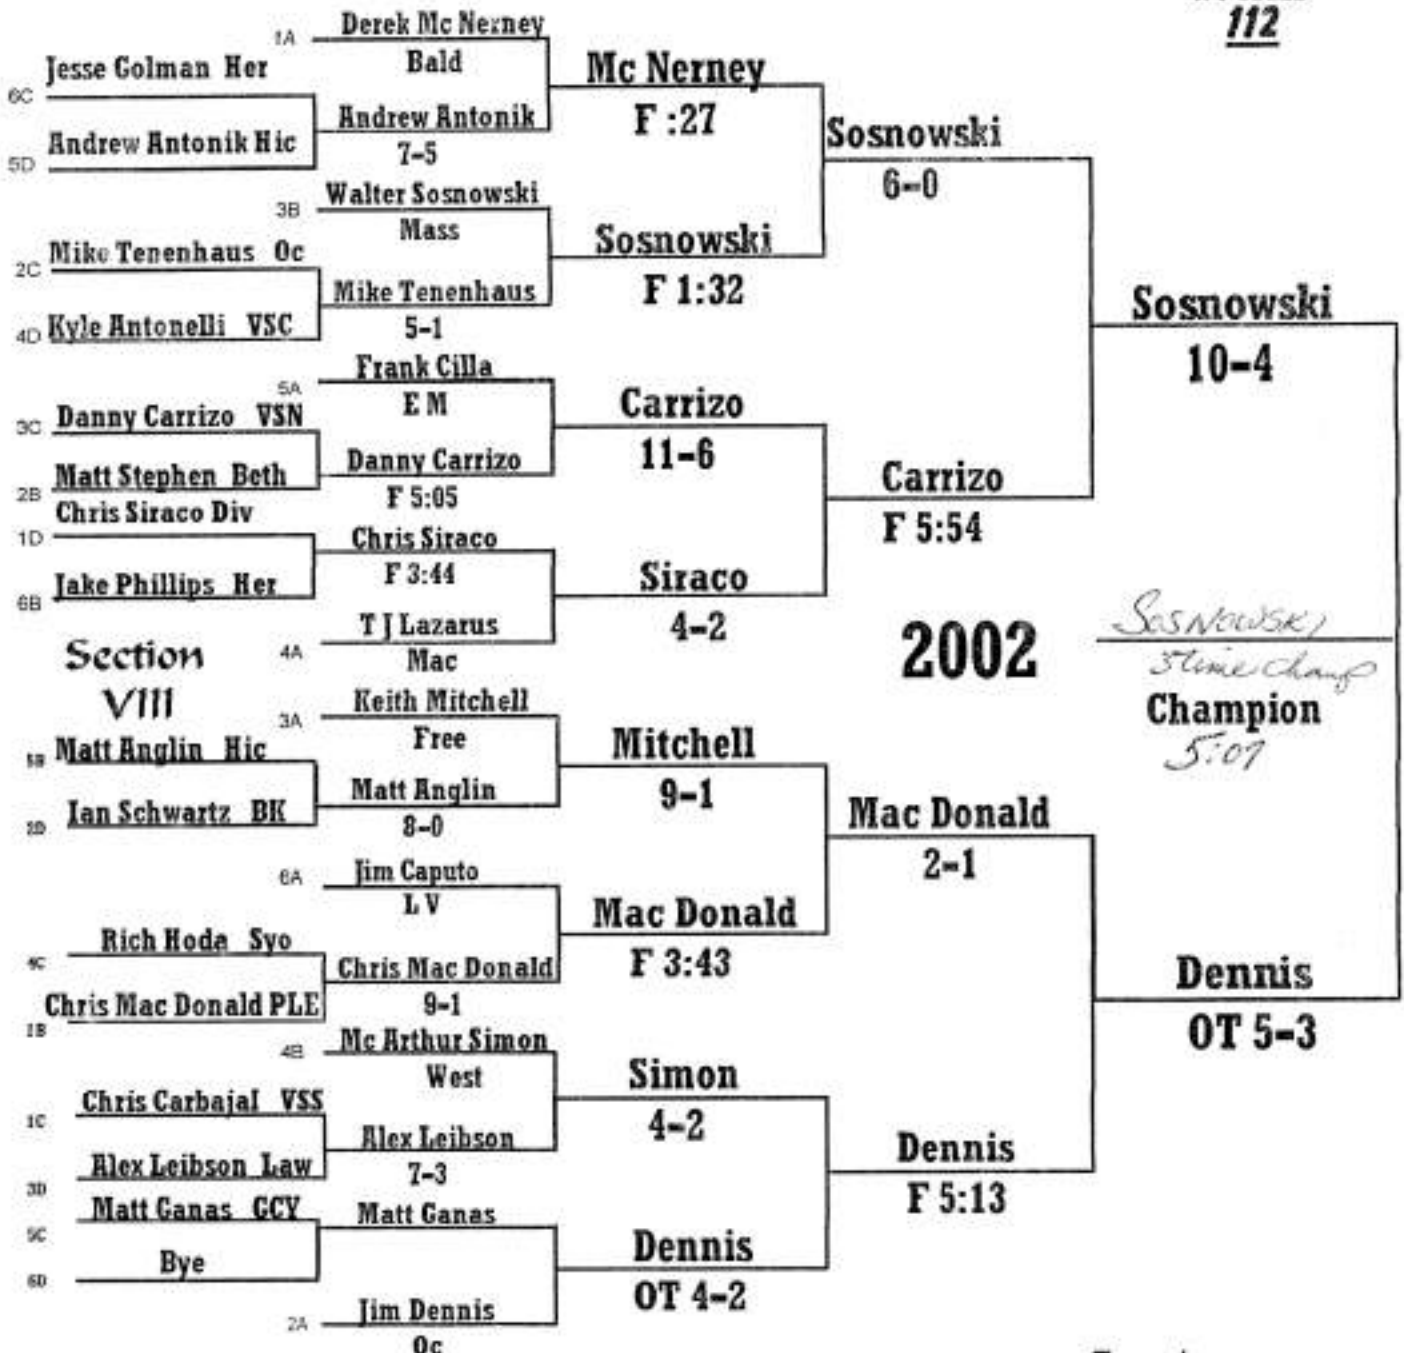 112
1A Derek Mc Nerney
Bald
6C Jesse Golman Her
5D Andrew Antonik Hic
Andrew Antonik
7-5
Mc Nerney
F :27
3B Walter Sosnowski
Mass
2C Mike Tenenhaus Oc
4D Kyle Antonelli VSC
Mike Tenenhaus
5-1
Sosnowski
F 1:32
Sosnowski
6-0
5A Frank Cilla
E M
3C Danny Carrizo VSN
2B Matt Stephen Beth
Danny Carrizo
F 5:05
Carrizo
11-6
1D Chris Siraco Div
6B Jake Phillips Her
Chris Siraco
F 3:44
4A T J Lazarus
Mac
Siraco
4-2
Carrizo
F 5:54
Sosnowski
10-4
Section
VIII
2002
Sosnowski
3 time champ
Champion
5:07
3A Keith Mitchell
Free
5B Matt Anglin Hic
2D Ian Schwartz BK
Matt Anglin
8-0
Mitchell
9-1
6A Jim Caputo
L V
4C Rich Hoda Syo
1B Chris Mac Donald PLE
Chris Mac Donald
9-1
Mac Donald
F 3:43
Mac Donald
2-1
4B Mc Arthur Simon
West
1C Chris Carbajal VSS
3D Alex Leibson Law
Alex Leibson
7-3
Simon
4-2
5C Matt Ganas GCY
6D Bye
Matt Ganas
2A Jim Dennis
Oc
Dennis
OT 4-2
Dennis
F 5:13
Dennis
OT 5-3